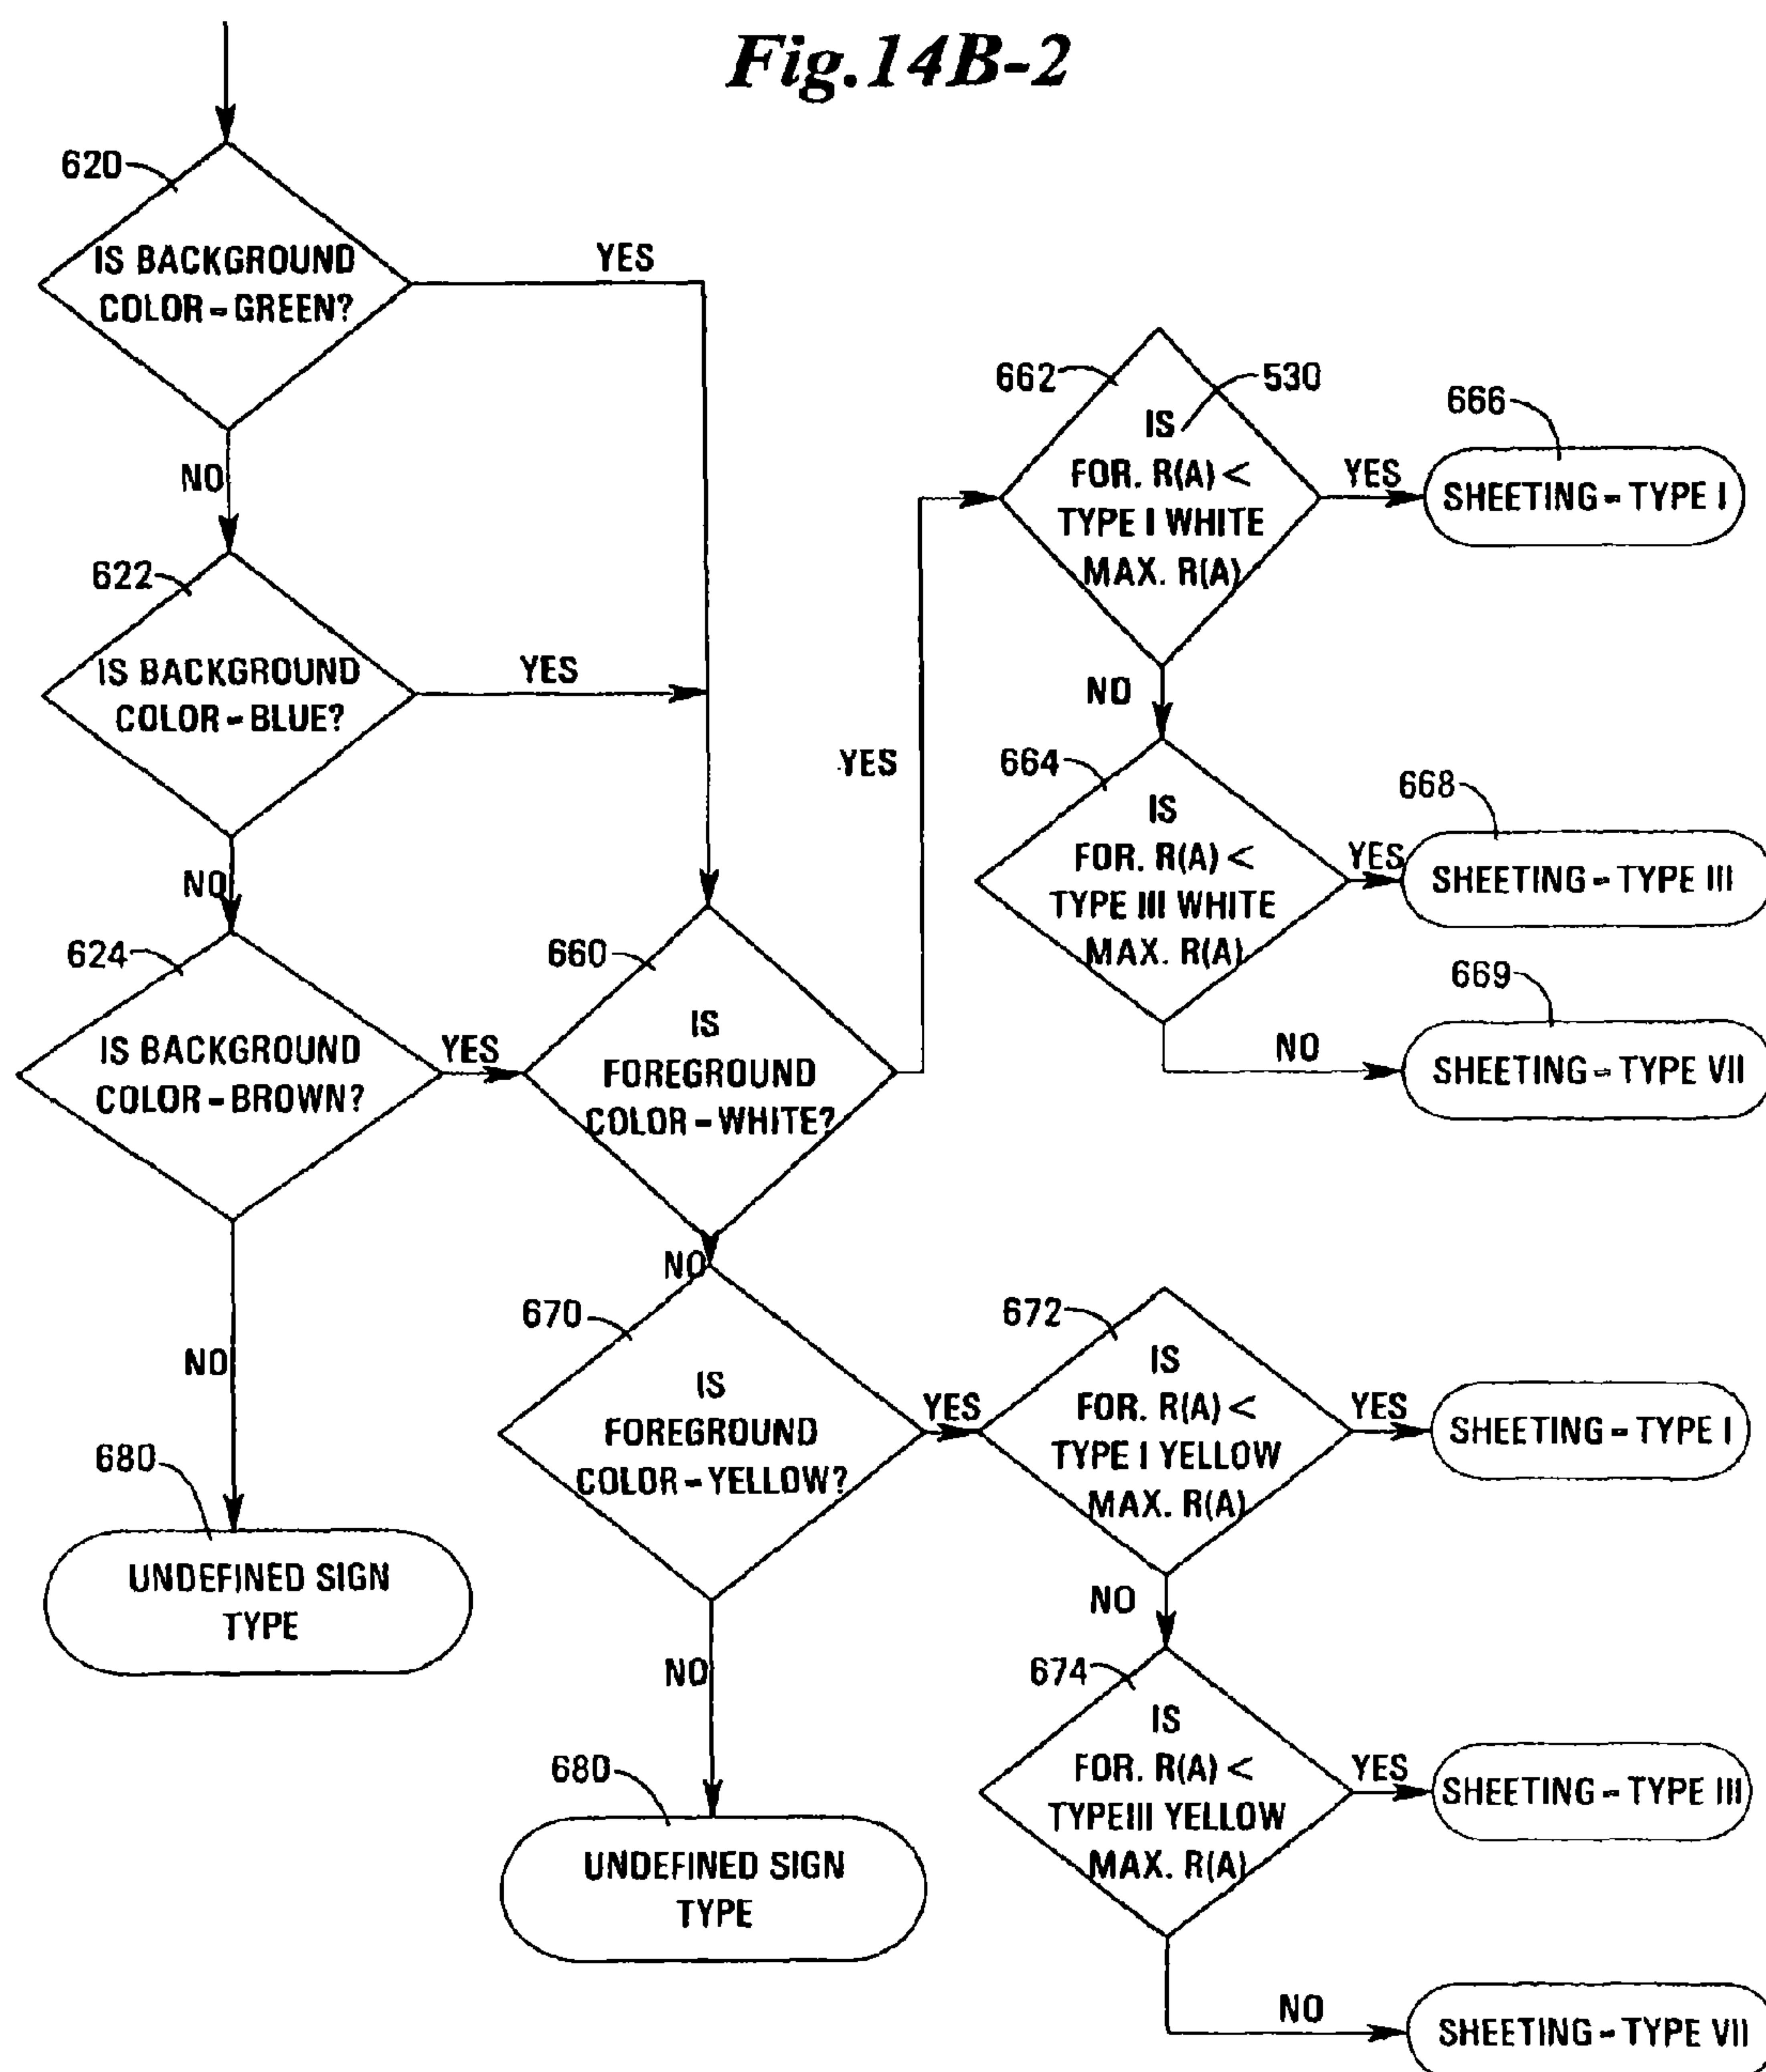 Fig.14B-2
620
IS BACKGROUND
COLOR = GREEN?
YES
NO
622
IS BACKGROUND
COLOR = BLUE?
YES
NO
624
IS BACKGROUND
COLOR = BROWN?
YES
NO
680
UNDEFINED SIGN
TYPE
660
IS
FOREGROUND
COLOR = WHITE?
YES
NO
662
530
IS
FOR. R(A) <
TYPE I WHITE
MAX. R(A)
YES
666
SHEETING = TYPE I
NO
664
IS
FOR. R(A) <
TYPE III WHITE
MAX. R(A)
YES
668
SHEETING = TYPE III
NO
669
SHEETING = TYPE VII
670
IS
FOREGROUND
COLOR = YELLOW?
YES
NO
680
UNDEFINED SIGN
TYPE
672
IS
FOR. R(A) <
TYPE I YELLOW
MAX. R(A)
YES
SHEETING = TYPE I
NO
674
IS
FOR. R(A) <
TYPEIII YELLOW
MAX. R(A)
YES
SHEETING = TYPE III
NO
SHEETING = TYPE VII